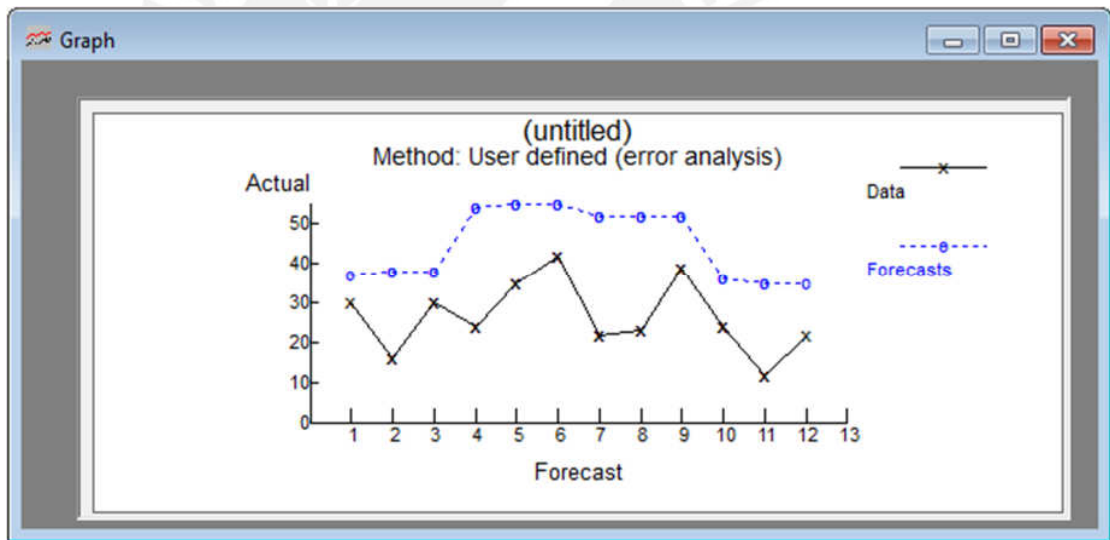 Graph
(untitled)
Method: User defined (error analysis)
Actual
Data
Forecasts
50
40
30
20
10
0
1 2 3 4 5 6 7 8 9 10 11 12 13
Forecast